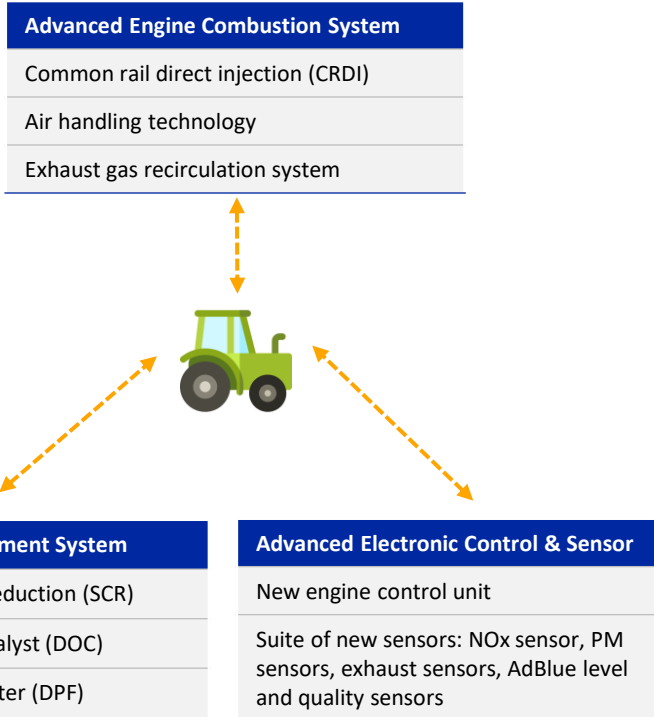 Advanced Engine Combustion System
Common rail direct injection (CRDI)
Air handling technology
Exhaust gas recirculation system
ment System
eduction (SCR)
alyst (DOC)
ter (DPF)
Advanced Electronic Control & Sensor
New engine control unit
Suite of new sensors: NOx sensor, PM
sensors, exhaust sensors, AdBlue level
and quality sensors